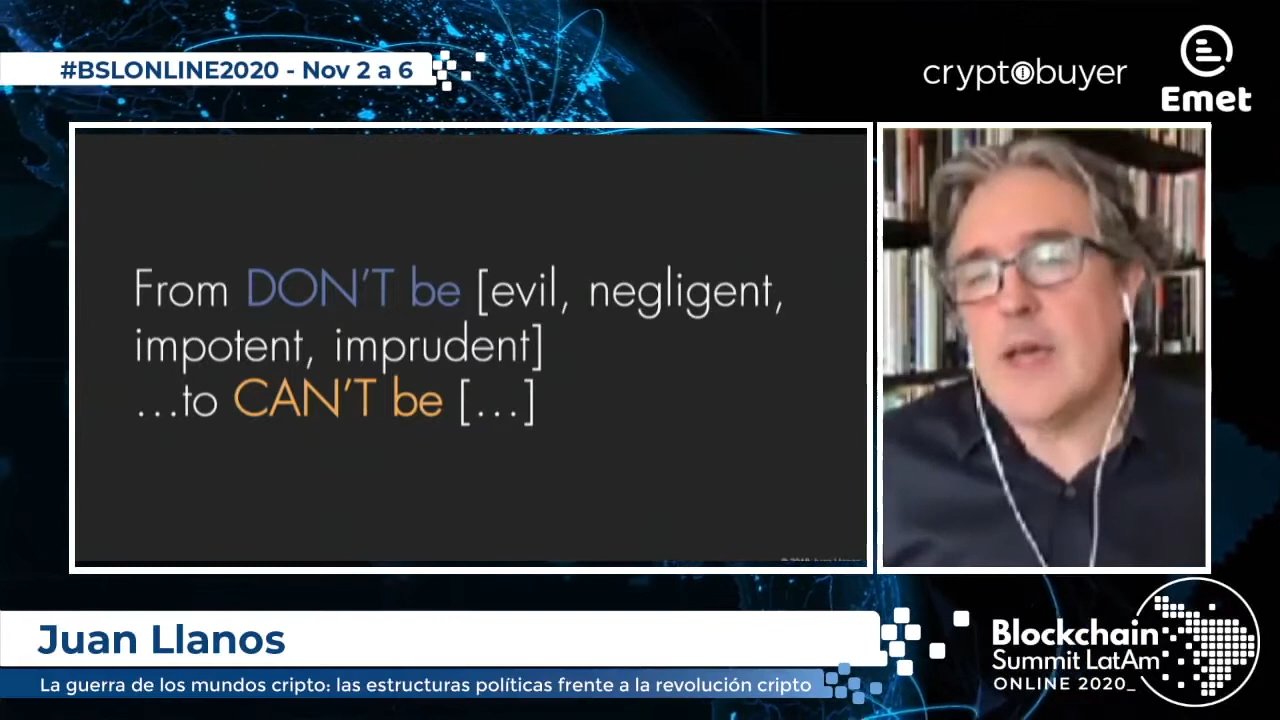 #BSLONLINE2020 - Nov 2 a 6
cryptobuyer
Emet
From DON'T be [evil, negligent,
impotent, imprudent]
...to CAN'T be [...]
Juan Llanos
La guerra de los mundos cripto: las estructuras políticas frente a la revolución cripto
Blockchain
Summit LatAm
ONLINE 2020_